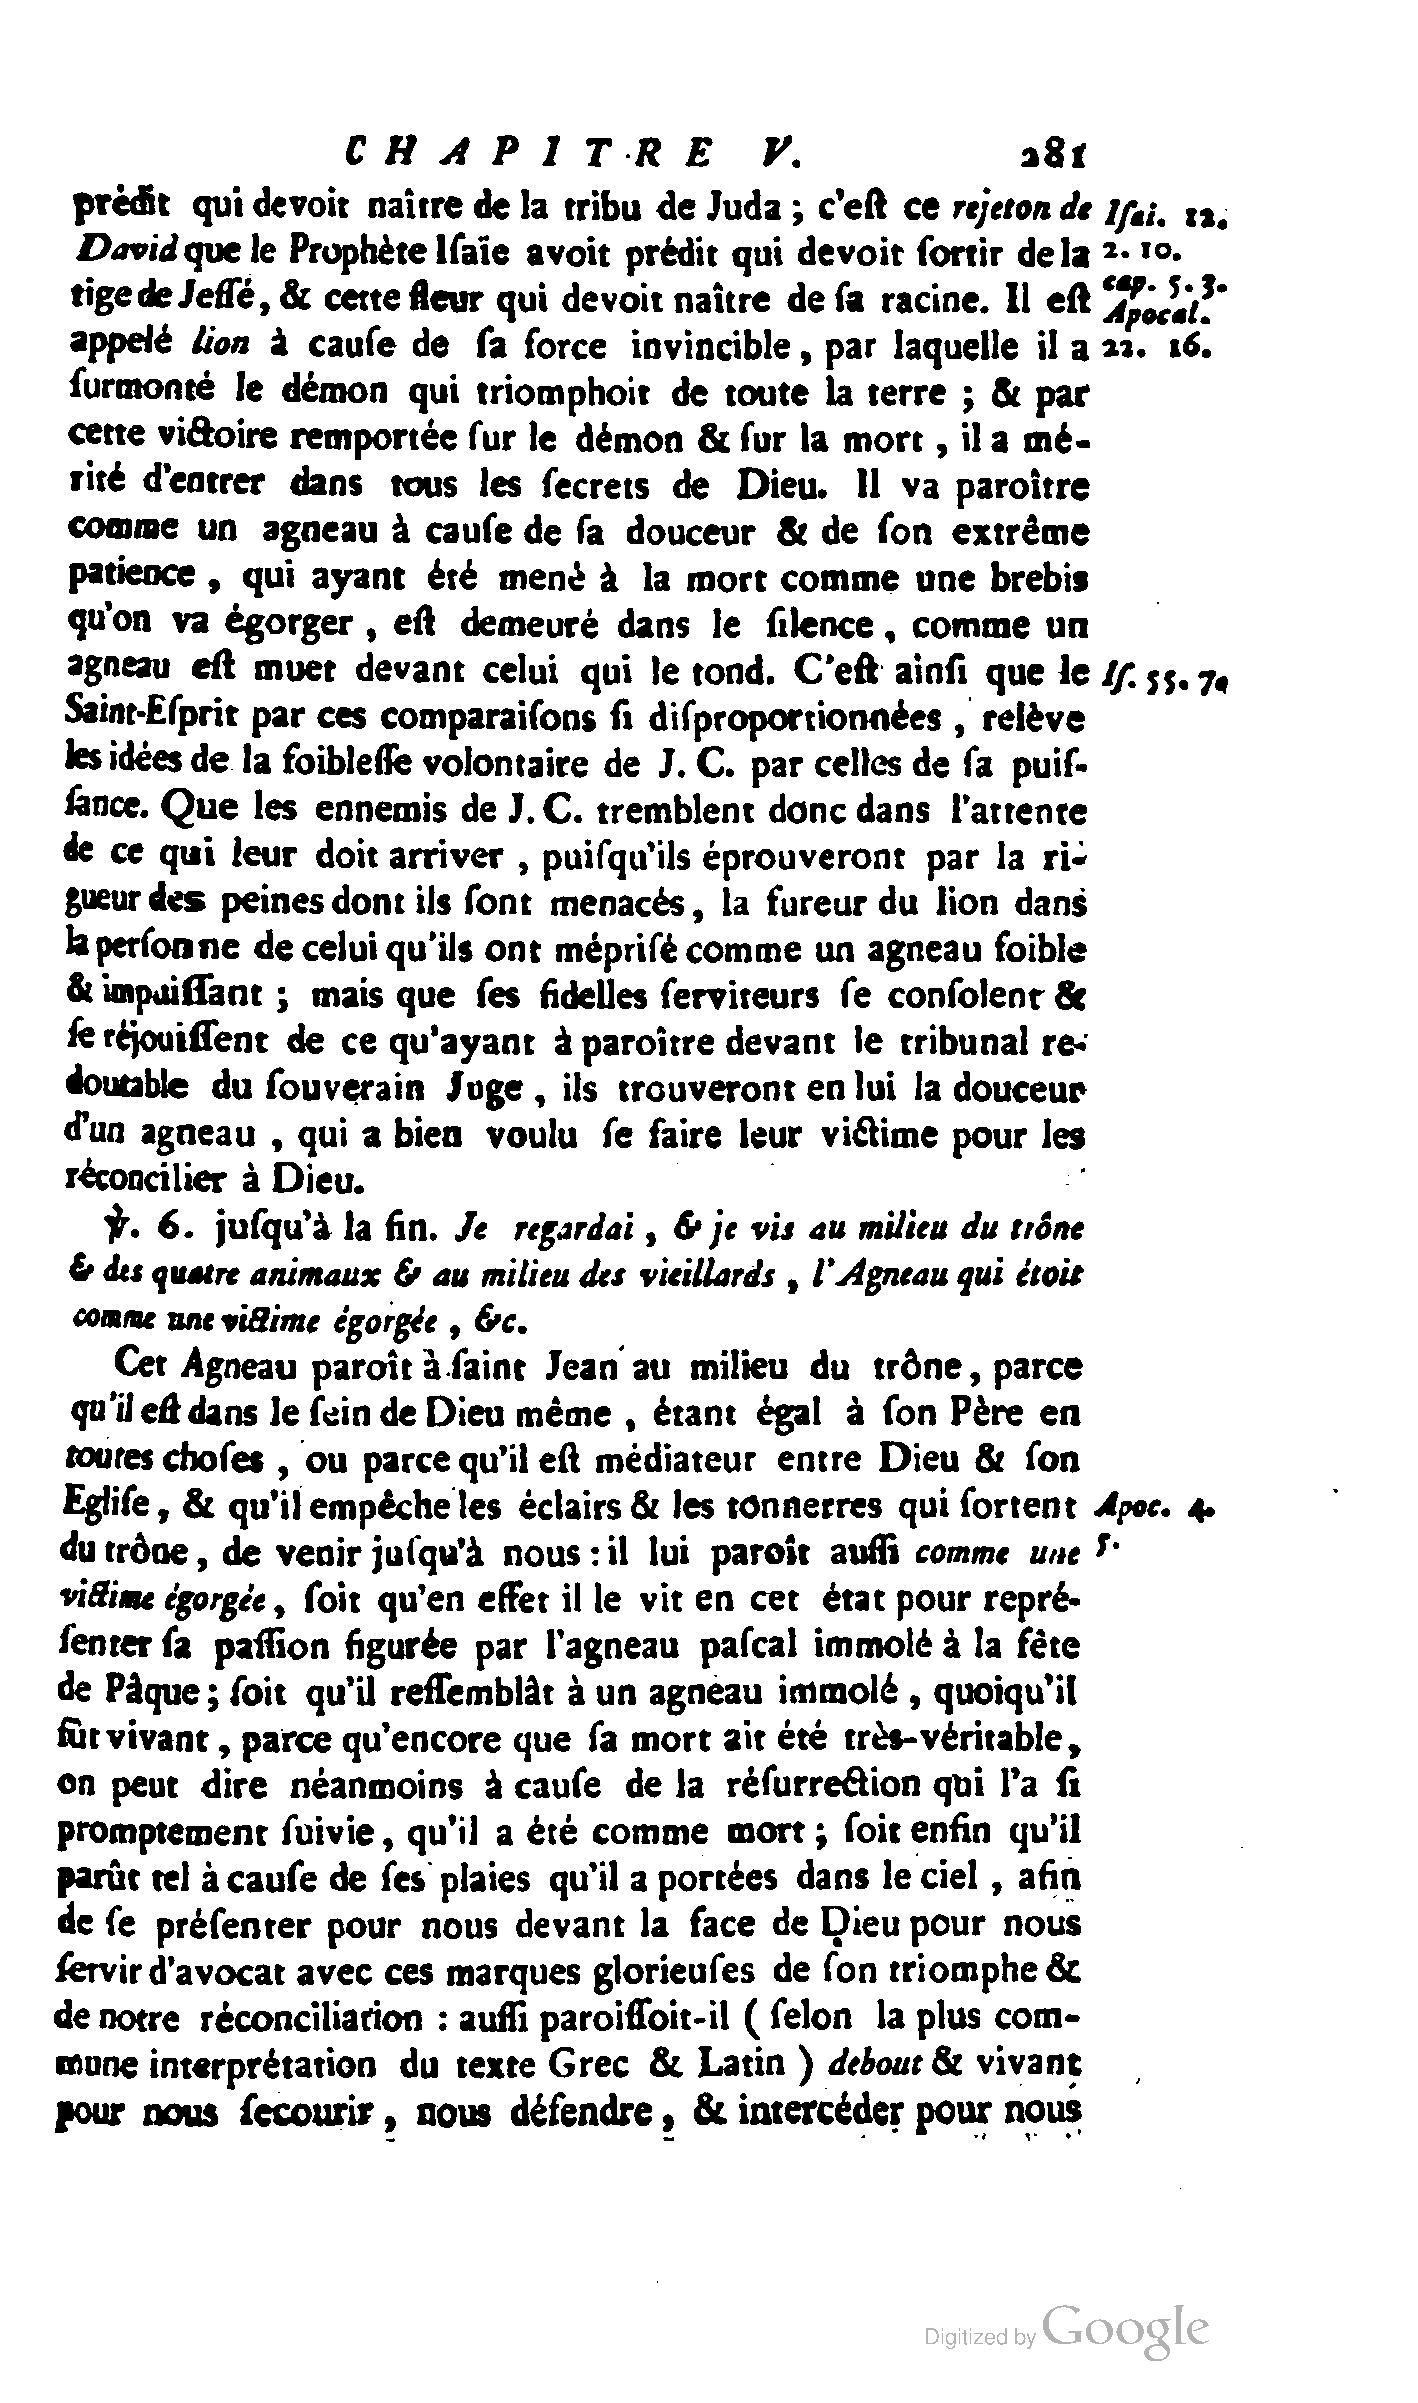 CHAPITRE V. 281
prédit qui devoit naître de la tribu de Juda ; c'eſt ce rejeton de Iſai. 12.
David que le Prophète Iſaïe avoit prédit qui devoit ſortir de la 2. 10.
tige de Jeſſé, & cette fleur qui devoit naître de ſa racine. Il eſt cap. 5. 3.
Apocal.
appelé lion à cauſe de ſa force invincible, par laquelle il a 22. 16.
ſurmonté le démon qui triomphoit de toute la terre ; & par
cette victoire remportée ſur le démon & ſur la mort, il a mé-
rité d'entrer dans tous les ſecrets de Dieu. Il va paroître
comme un agneau à cauſe de ſa douceur & de ſon extrême
patience, qui ayant été mené à la mort comme une brebis
qu'on va égorger, eſt demeuré dans le ſilence, comme un
agneau eſt muet devant celui qui le tond. C'eſt ainſi que le Iſ. 55. 7.
Saint-Eſprit par ces comparaiſons ſi diſproportionnées, relève
les idées de la foibleſſe volontaire de J. C. par celles de ſa puiſ-
ſance. Que les ennemis de J. C. tremblent donc dans l'attente
de ce qui leur doit arriver, puiſqu'ils éprouveront par la ri-
gueur des peines dont ils ſont menacés, la fureur du lion dans
la perſonne de celui qu'ils ont mépriſé comme un agneau foible
& impuiſſant ; mais que ſes fidelles ſerviteurs ſe conſolent &
ſe réjouiſſent de ce qu'ayant à paroître devant le tribunal re-
doutable du ſouverain Juge, ils trouveront en lui la douceur
d'un agneau, qui a bien voulu ſe faire leur victime pour les
réconcilier à Dieu.
℣. 6. juſqu'à la fin. Je regardai, & je vis au milieu du trône
& des quatre animaux & au milieu des vieillards, l'Agneau qui étoit
comme une victime égorgée, &c.
Cet Agneau paroît à ſaint Jean au milieu du trône, parce
qu'il eſt dans le ſein de Dieu même, étant égal à ſon Père en
toutes choſes, ou parce qu'il eſt médiateur entre Dieu & ſon
Egliſe, & qu'il empêche les éclairs & les tonnerres qui ſortent Apoc. 4.
du trône, de venir juſqu'à nous : il lui paroît auſſi comme une 5.
victime égorgée, ſoit qu'en effet il le vit en cet état pour repré-
ſenter ſa paſſion figurée par l'agneau paſcal immolé à la fête
de Pâque ; ſoit qu'il reſſemblât à un agneau immolé, quoiqu'il
fût vivant, parce qu'encore que ſa mort ait été très-véritable,
on peut dire néanmoins à cauſe de la réſurrection qui l'a ſi
promptement ſuivie, qu'il a été comme mort ; ſoit enfin qu'il
parût tel à cauſe de ſes plaies qu'il a portées dans le ciel, afin
de ſe préſenter pour nous devant la face de Dieu pour nous
ſervir d'avocat avec ces marques glorieuſes de ſon triomphe &
de notre réconciliation : auſſi paroiſſoit-il ( ſelon la plus com-
mune interprétation du texte Grec & Latin ) debout & vivant
pour nous ſecourir, nous défendre, & intercéder pour nous
Digitized by Google